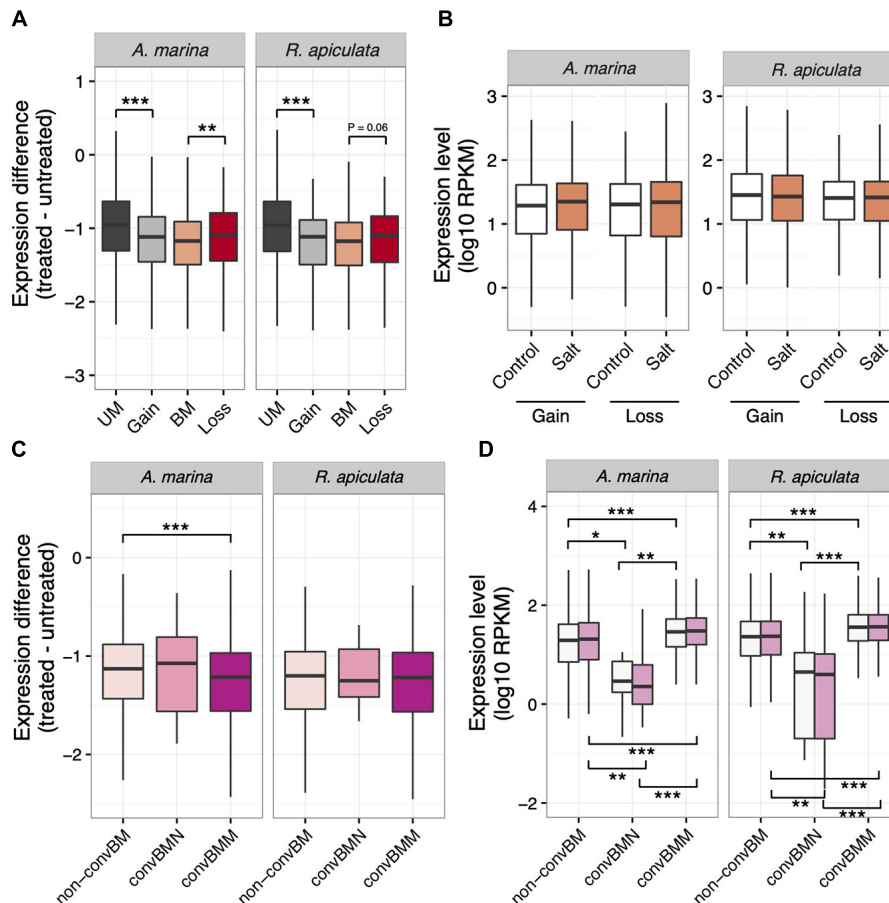 A
A. marina
R. apiculata
Expression difference
(treated - untreated)
1
0
−1
−2
−3
***
**
***
P = 0.06
UM
Gain
BM
Loss
UM
Gain
BM
Loss
B
A. marina
R. apiculata
Expression level
(log10 RPKM)
3
2
1
0
3
2
1
0
Control
Salt
Control
Salt
Control
Salt
Control
Salt
Gain
Loss
Gain
Loss
C
A. marina
R. apiculata
Expression difference
(treated - untreated)
0
−1
−2
***
non−convBM
convBMN
convBMM
non−convBM
convBMN
convBMM
D
A. marina
R. apiculata
Expression level
(log10 RPKM)
4
2
0
−2
***
*
**
***
**
***
***
**
***
***
**
***
non−convBM
convBMN
convBMM
non−convBM
convBMN
convBMM